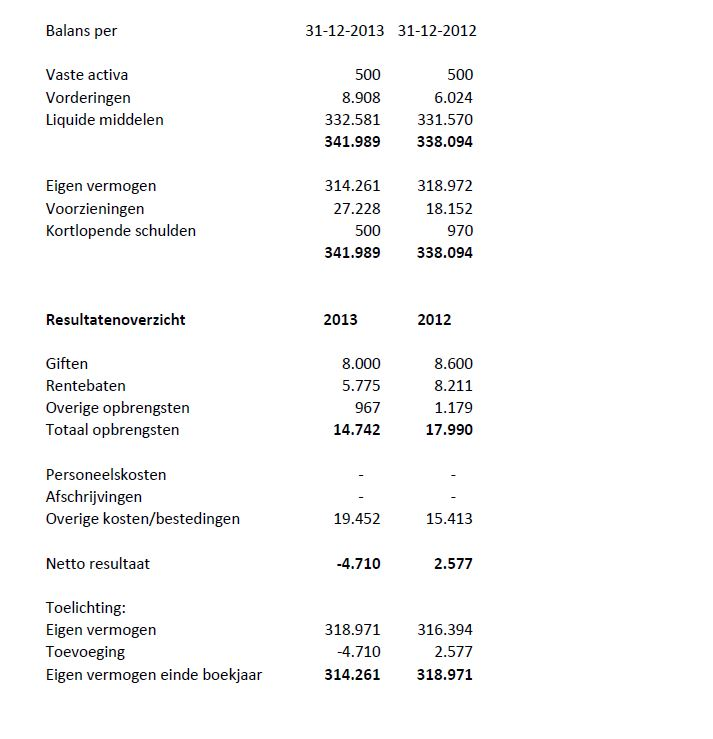 Balans per 31-12-2013 31-12-2012
Vaste activa 500 500
Vorderingen 8.908 6.024
Liquide middelen 332.581 331.570
341.989 338.094
Eigen vermogen 314.261 318.972
Voorzieningen 27.228 18.152
Kortlopende schulden 500 970
341.989 338.094
Resultatenoverzicht 2013 2012
Giften 8.000 8.600
Rentebaten 5.775 8.211
Overige opbrengsten 967 1.179
Totaal opbrengsten 14.742 17.990
Personeelskosten - -
Afschrijvingen - -
Overige kosten/bestedingen 19.452 15.413
Netto resultaat -4.710 2.577
Toelichting:
Eigen vermogen 318.971 316.394
Toevoeging -4.710 2.577
Eigen vermogen einde boekjaar 314.261 318.971